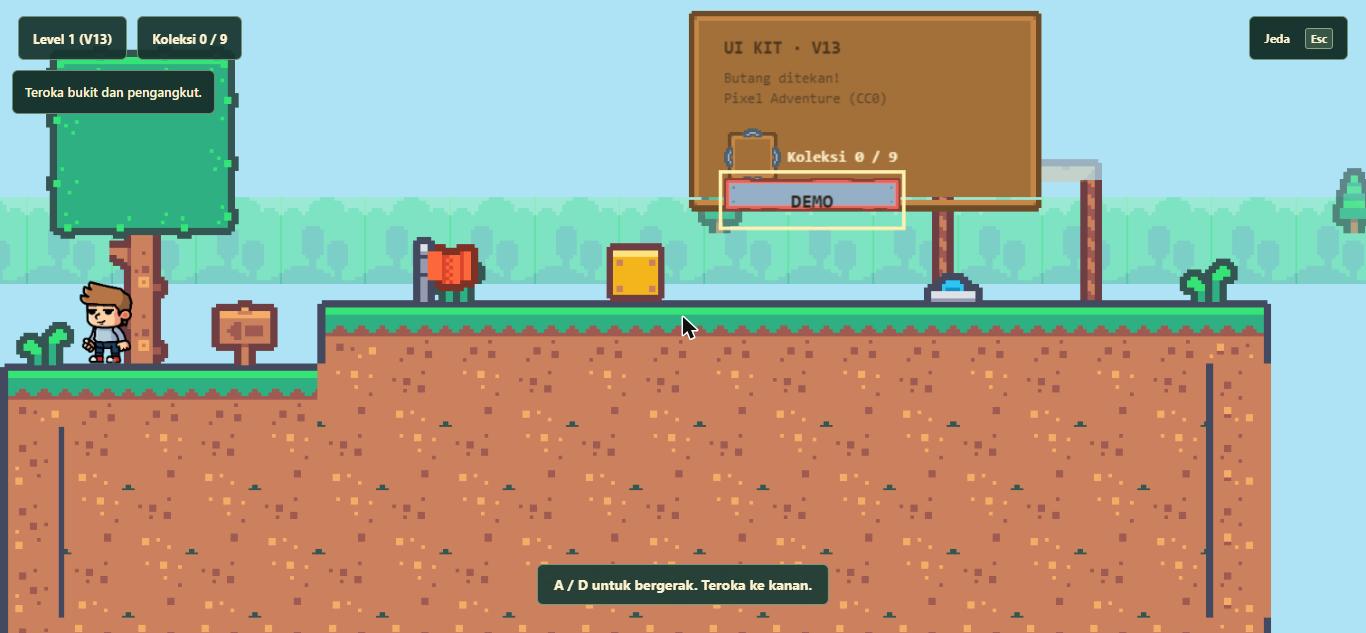 Level 1 (V13)
Koleksi 0 / 9
Jeda Esc
Teroka bukit dan pengangkut.
UI KIT · V13
Butang ditekan!
Pixel Adventure (CC0)
Koleksi 0 / 9
DEMO
A / D untuk bergerak. Teroka ke kanan.